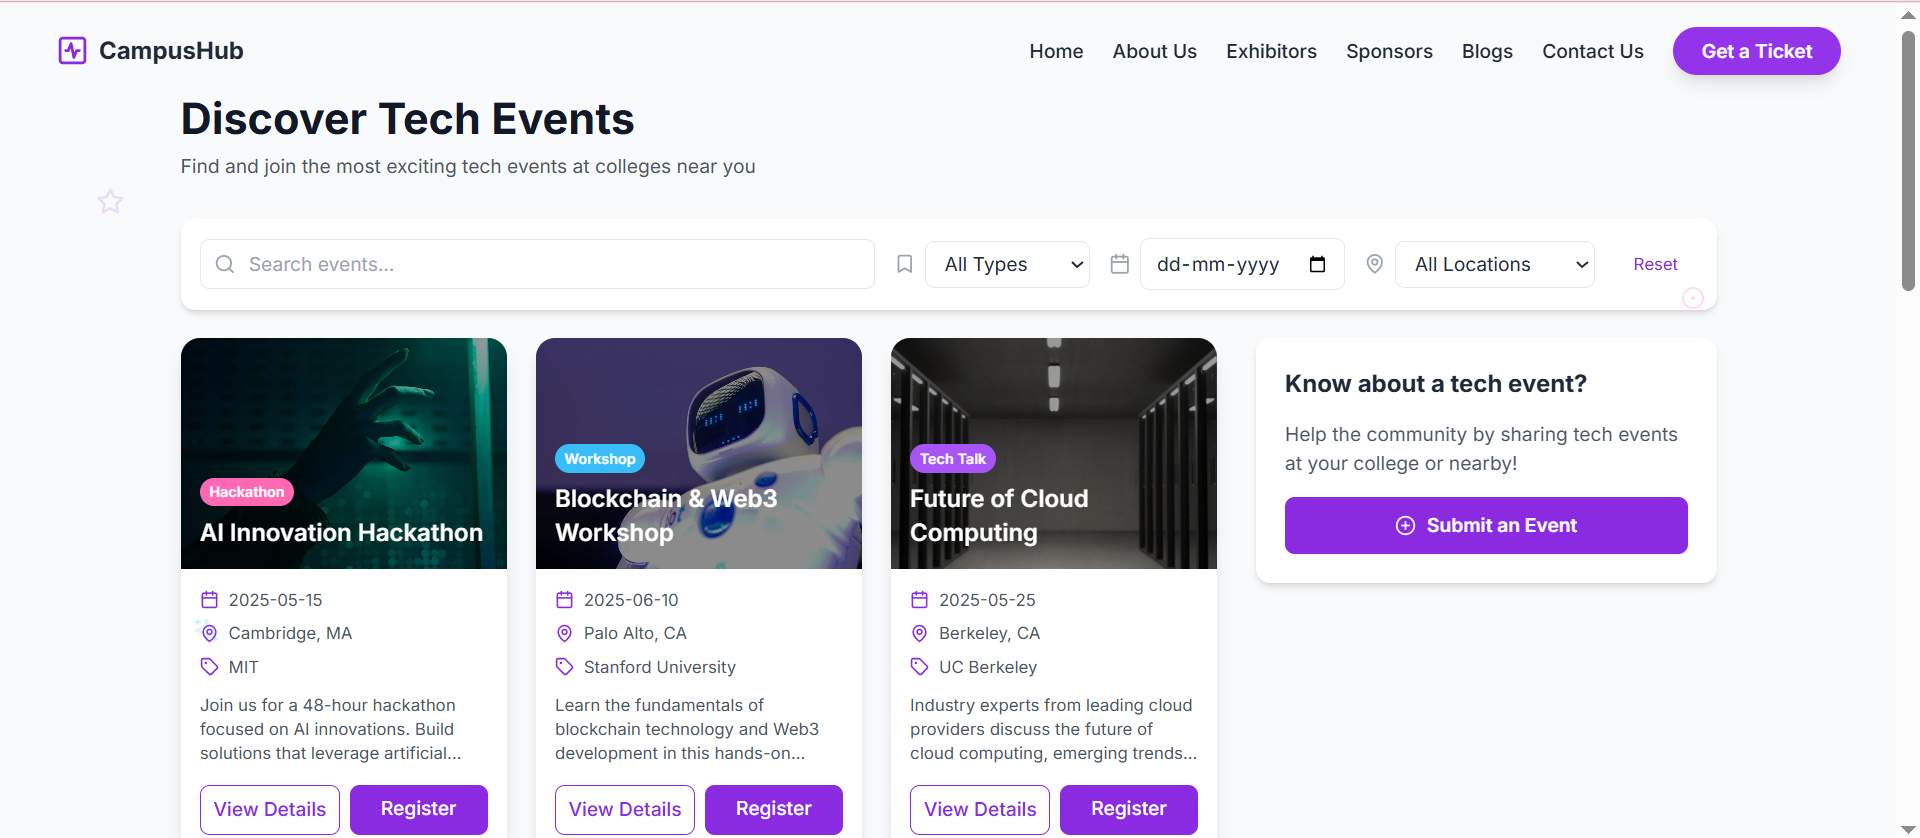 CampusHub
Home
About Us
Exhibitors
Sponsors
Blogs
Contact Us
Get a Ticket
Discover Tech Events
Find and join the most exciting tech events at colleges near you
Search events...
All Types
dd-mm-yyyy
All Locations
Reset
Hackathon
AI Innovation Hackathon
2025-05-15
Cambridge, MA
MIT
Join us for a 48-hour hackathon
focused on AI innovations. Build
solutions that leverage artificial...
View Details
Register
Workshop
Blockchain & Web3
Workshop
2025-06-10
Palo Alto, CA
Stanford University
Learn the fundamentals of
blockchain technology and Web3
development in this hands-on...
View Details
Register
Tech Talk
Future of Cloud
Computing
2025-05-25
Berkeley, CA
UC Berkeley
Industry experts from leading cloud
providers discuss the future of
cloud computing, emerging trends...
View Details
Register
Know about a tech event?
Help the community by sharing tech events
at your college or nearby!
Submit an Event